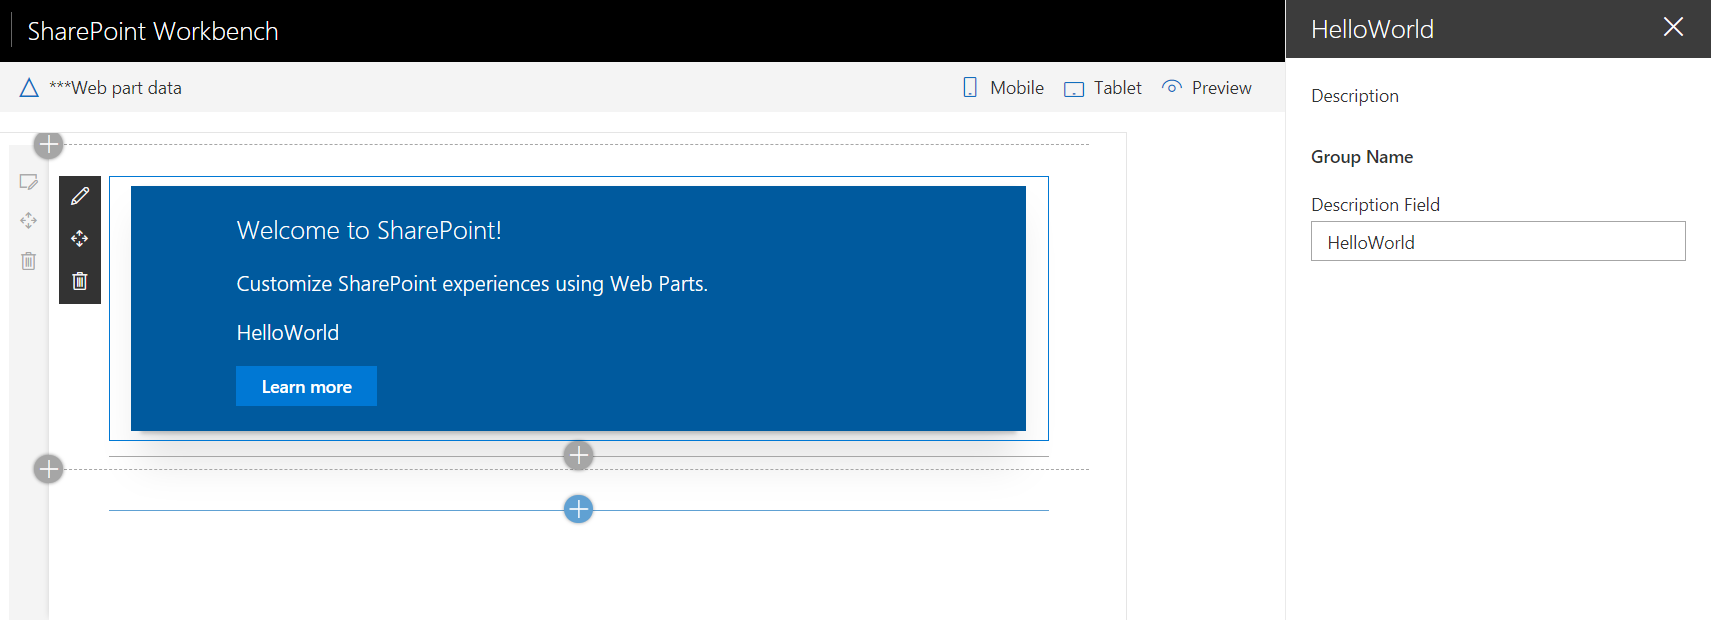 SharePoint Workbench
HelloWorld
***Web part data
Mobile
Tablet
Preview
Description
Group Name
Description Field
HelloWorld
Welcome to SharePoint!
Customize SharePoint experiences using Web Parts.
HelloWorld
Learn more